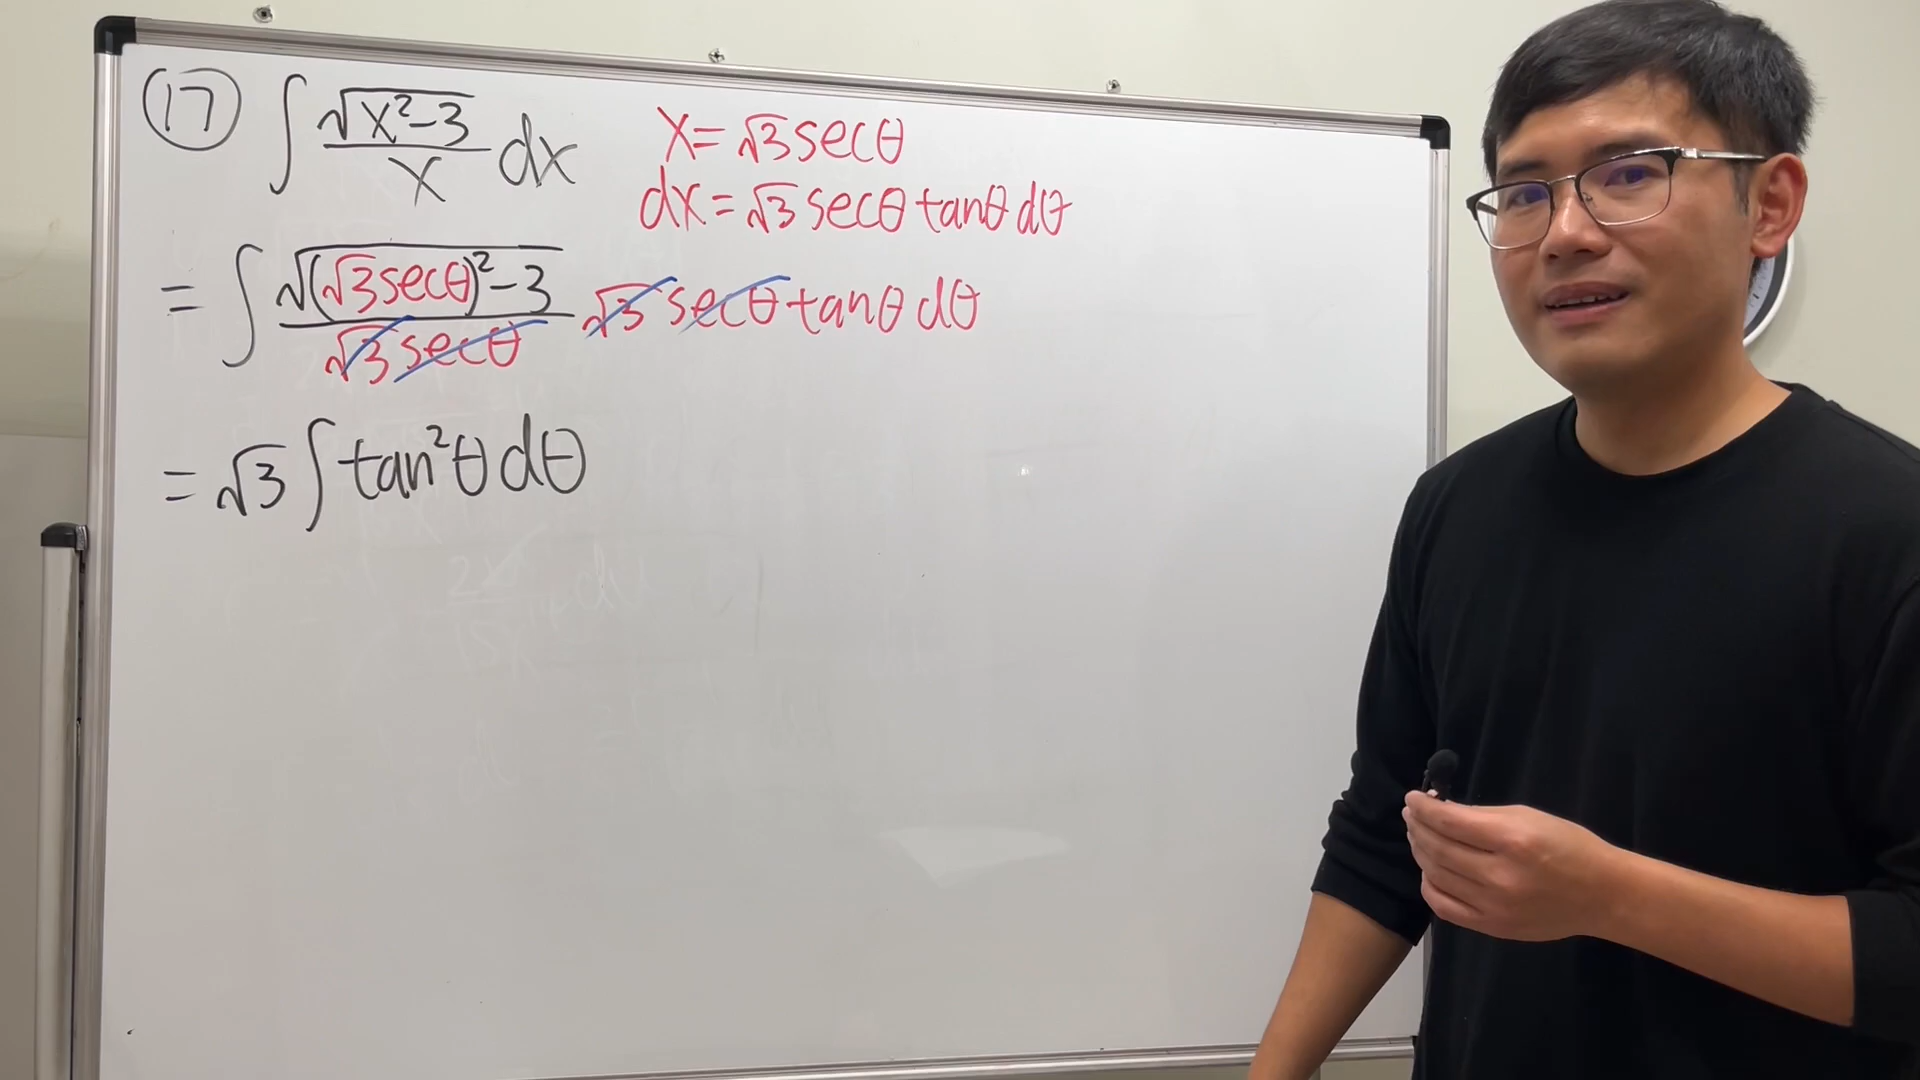 (17) ∫ √(x²-3) / x dx
x = √3 secθ
dx = √3 secθ tanθ dθ
= ∫ √((√3 secθ)² - 3) / √3 secθ √3 secθ tanθ dθ
= √3 ∫ tan²θ dθ